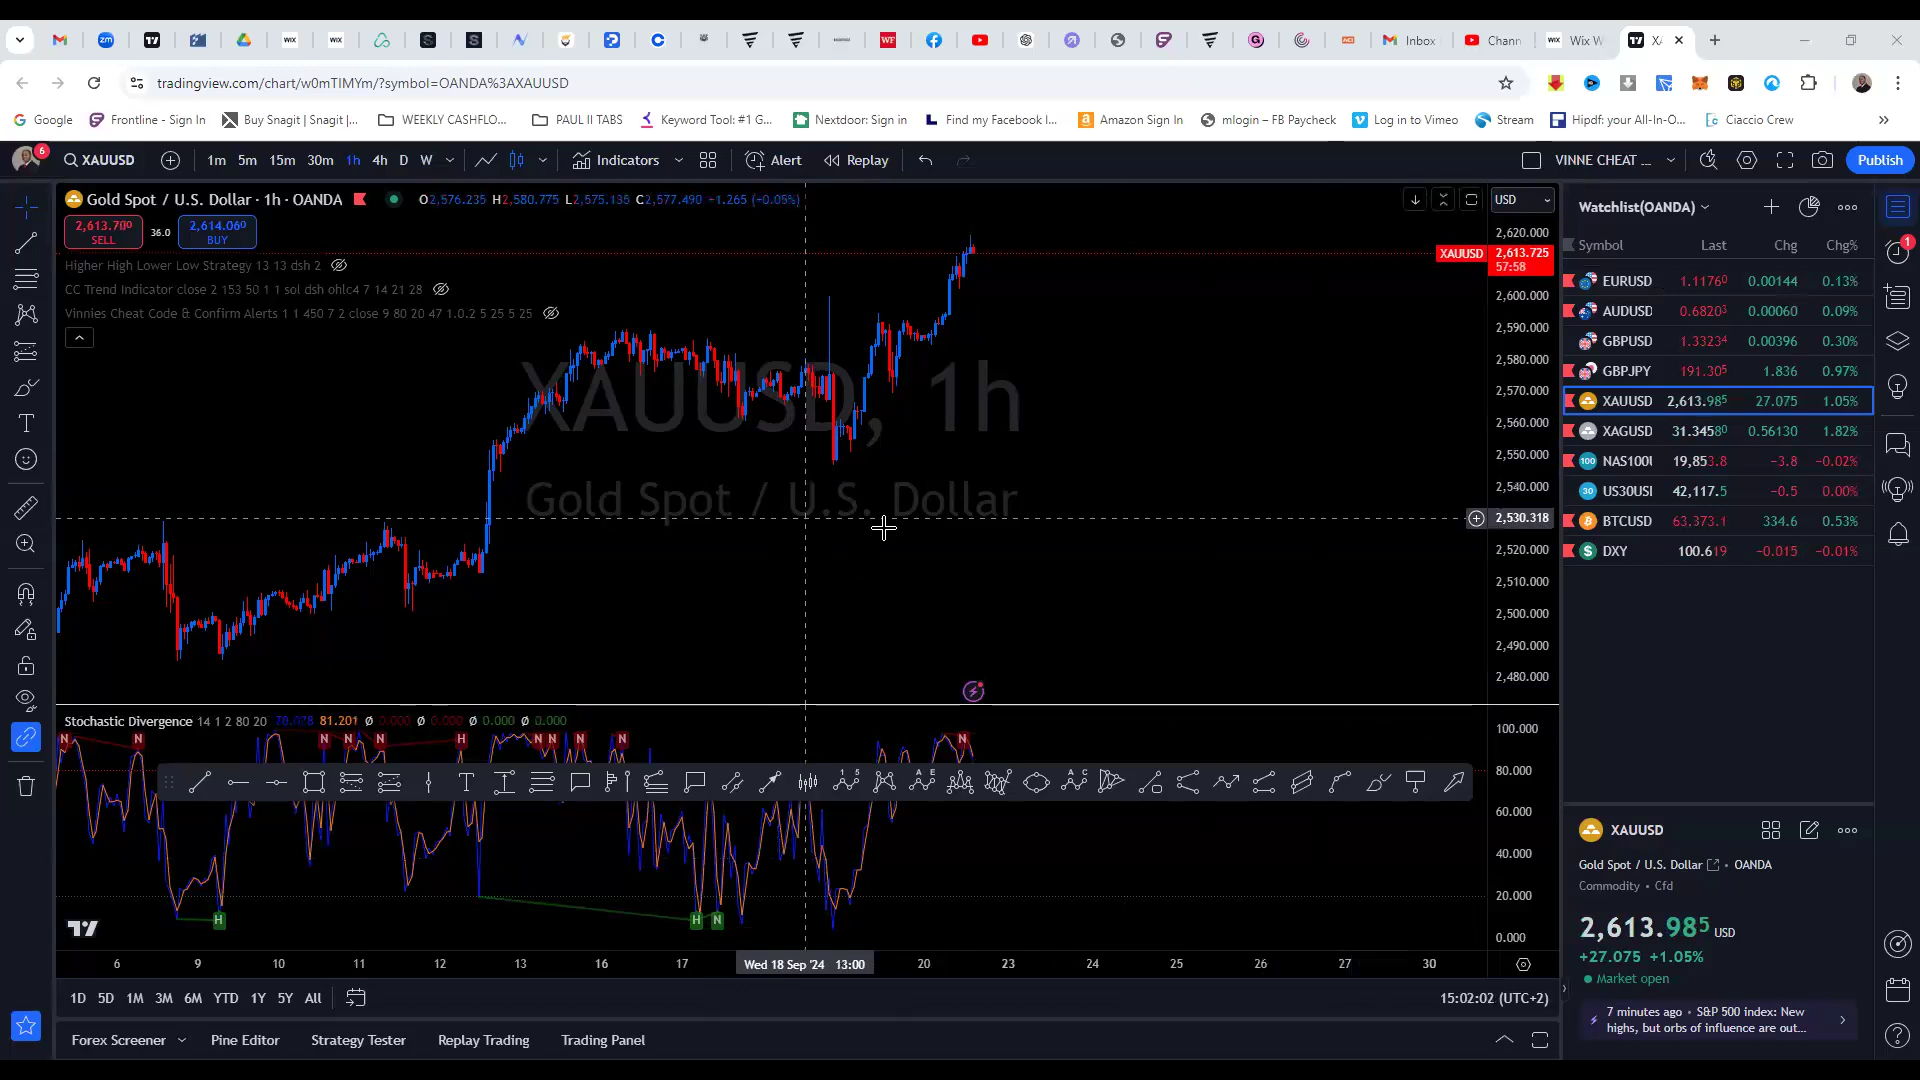 Inbox
Chann
Wix W
XA
tradingview.com/chart/w0mTIMYm/?symbol=OANDA%3AXAUUSD
Google
Frontline - Sign In
Buy Snagit | Snagit |...
WEEKLY CASHFLO...
PAUL II TABS
Keyword Tool: #1 G...
Nextdoor: Sign in
Find my Facebook I...
Amazon Sign In
mlogin – FB Paycheck
Log in to Vimeo
Stream
Hipdf: your All-In-O...
Ciaccio Crew
6
XAUUSD
1m 5m 15m 30m 1h 4h D W
Indicators
Alert
Replay
VINNE CHEAT ...
Publish
Gold Spot / U.S. Dollar · 1h · OANDA
O2,576.235 H2,580.775 L2,575.135 C2,577.490 +1.265 (+0.05%)
USD
2,613.700
SELL
36.0
2,614.060
BUY
Higher High Lower Low Strategy 13 13 dsh 2
CC Trend Indicator close 2 153 50 1 1 sol dsh ohlc4 7 14 21 28
Vinnies Cheat Code & Confirm Alerts 1 1 450 7 2 close 9 80 20 47 1.0.2 5 25 5 25
XAUUSD, 1h
Gold Spot / U.S. Dollar
2,620.000
XAUUSD 2,613.725
57:58
2,600.000
2,590.000
2,580.000
2,570.000
2,560.000
2,550.000
2,540.000
2,530.318
2,520.000
2,510.000
2,500.000
2,490.000
2,480.000
Stochastic Divergence 14 1 2 80 20 78.078 81.201 Ø 0.000 Ø 0.000 Ø 0.000 Ø 0.000
N N N N N H N N N N N
H H N
100.000
80.000
60.000
40.000
20.000
0.000
6 9 10 11 12 13 16 17 Wed 18 Sep '24 13:00 20 23 24 25 26 27 30
1D 5D 1M 3M 6M YTD 1Y 5Y All
15:02:02 (UTC+2)
Forex Screener
Pine Editor
Strategy Tester
Replay Trading
Trading Panel
Watchlist(OANDA)
Symbol Last Chg Chg%
EURUSD 1.11760 0.00144 0.13%
AUDUSD 0.68203 0.00060 0.09%
GBPUSD 1.33234 0.00396 0.30%
GBPJPY 191.305 1.836 0.97%
XAUUSD 2,613.985 27.075 1.05%
XAGUSD 31.34580 0.56130 1.82%
NAS100U 19,853.8 −3.8 −0.02%
US30USI 42,117.5 −0.5 0.00%
BTCUSD 63,373.1 334.6 0.53%
DXY 100.619 −0.015 −0.01%
1
XAUUSD
Gold Spot / U.S. Dollar • OANDA
Commodity • Cfd
2,613.985 USD
+27.075 +1.05%
Market open
7 minutes ago • S&P 500 index: New
highs, but orbs of influence are out...